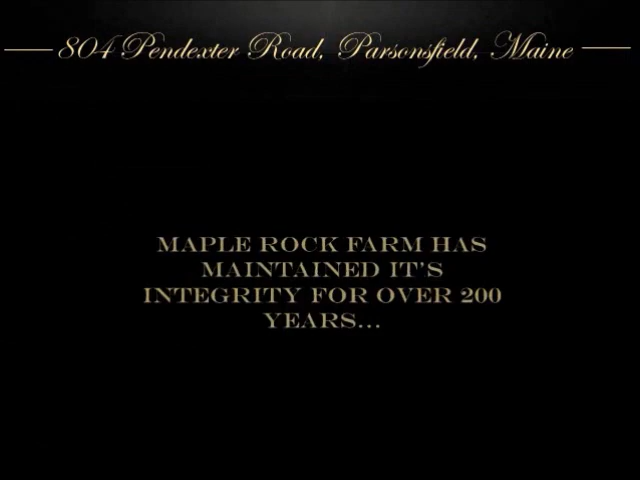 804 Pendexter Road, Parsonsfield, Maine
MAPLE ROCK FARM HAS
MAINTAINED IT'S
INTEGRITY FOR OVER 200
YEARS...